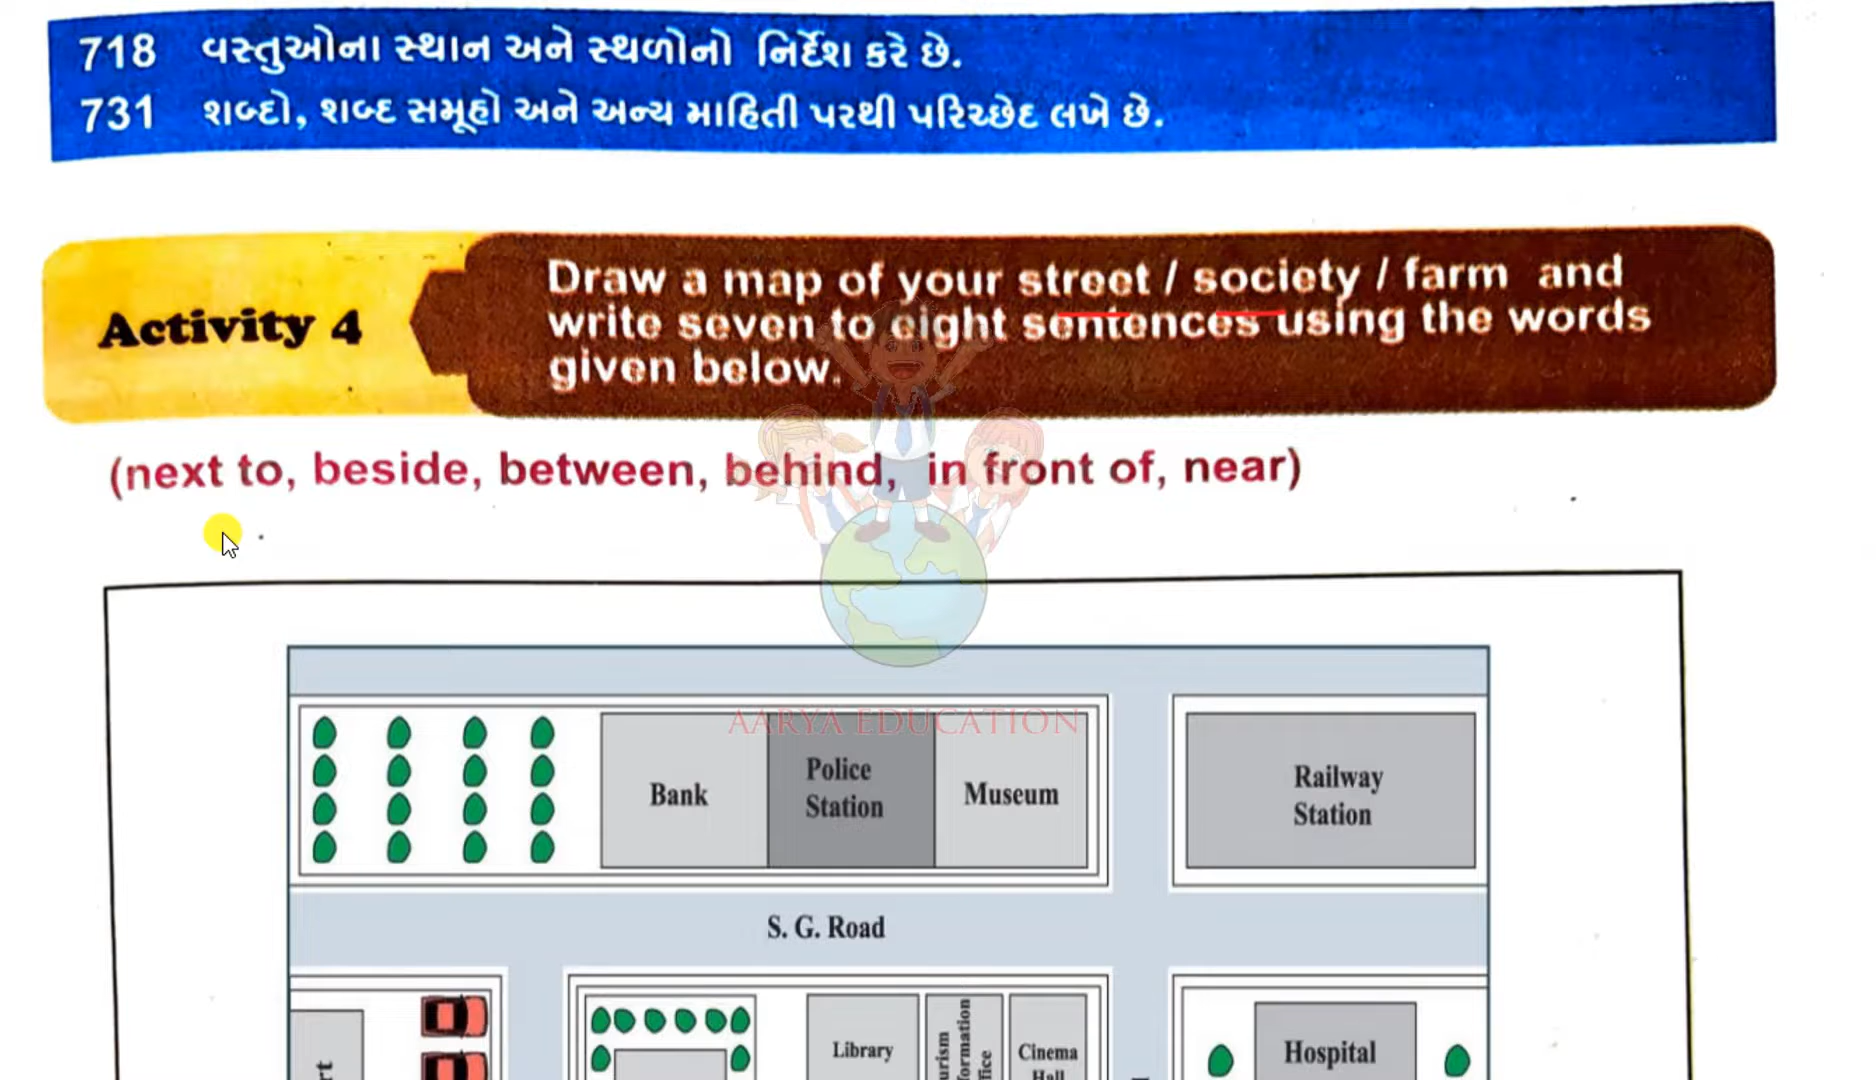 718 વસ્તુઓના સ્થાન અને સ્થળોનો નિર્દેશ કરે છે.
731 શબ્દો, શબ્દ સમૂહો અને અન્ય માહિતી પરથી પરિચ્છેદ લખે છે.
Activity 4
Draw a map of your street / society / farm and
write seven to eight sentences using the words
given below.
(next to, beside, between, behind, in front of, near)
AARYA EDUCATION
Bank
Police
Station
Museum
Railway
Station
S. G. Road
Library
Cinema
Hall
Hospital